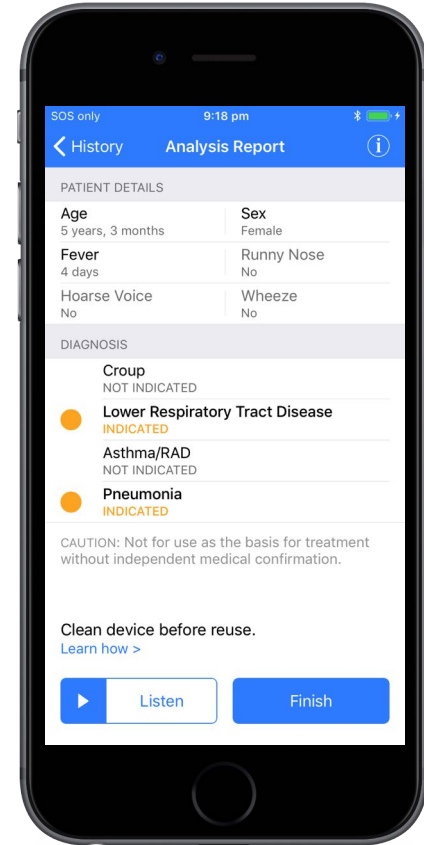 SOS only 9:18 pm
History Analysis Report i
PATIENT DETAILS
Age Sex
5 years, 3 months Female
Fever Runny Nose
4 days No
Hoarse Voice Wheeze
No No
DIAGNOSIS
Croup
NOT INDICATED
Lower Respiratory Tract Disease
INDICATED
Asthma/RAD
NOT INDICATED
Pneumonia
INDICATED
CAUTION: Not for use as the basis for treatment
without independent medical confirmation.
Clean device before reuse.
Learn how >
Listen Finish